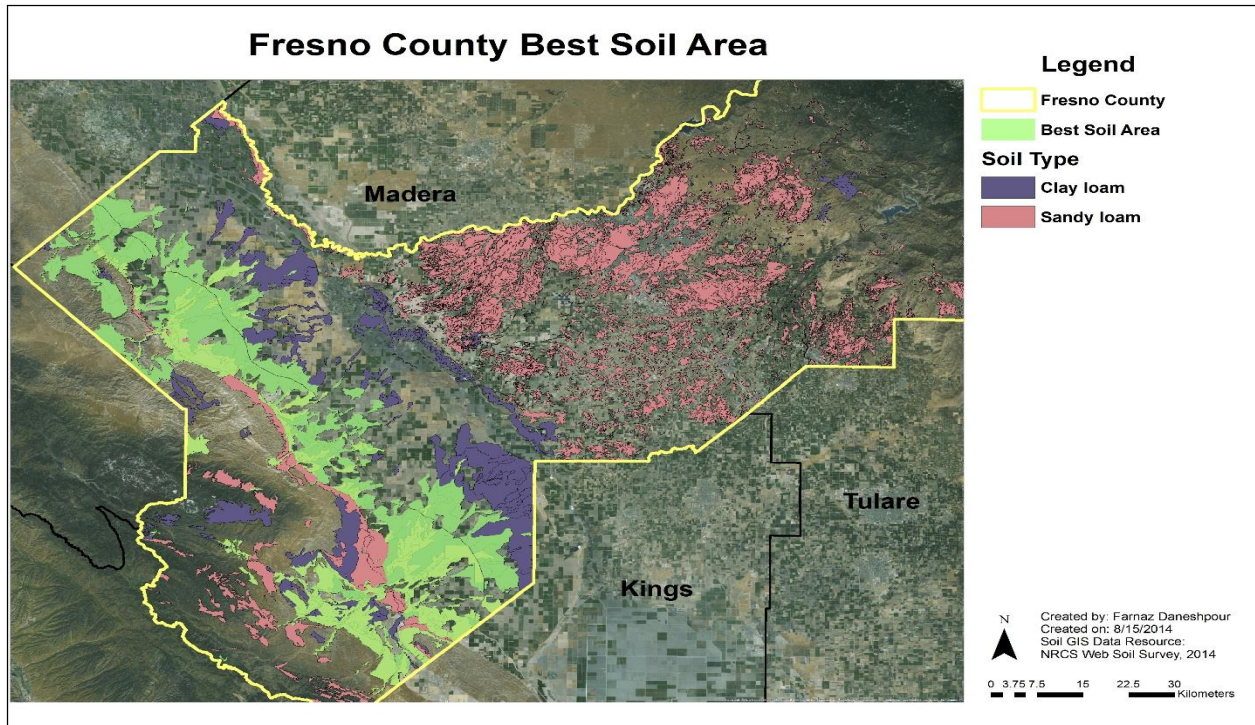 Fresno County Best Soil Area
Legend
Fresno County
Best Soil Area
Soil Type
Clay loam
Sandy loam
Madera
Tulare
Kings
N
Created by: Farnaz Daneshpour
Created on: 8/15/2014
Soil GIS Data Resource:
NRCS Web Soil Survey, 2014
0 3.75 7.5 15 22.5 30
Kilometers